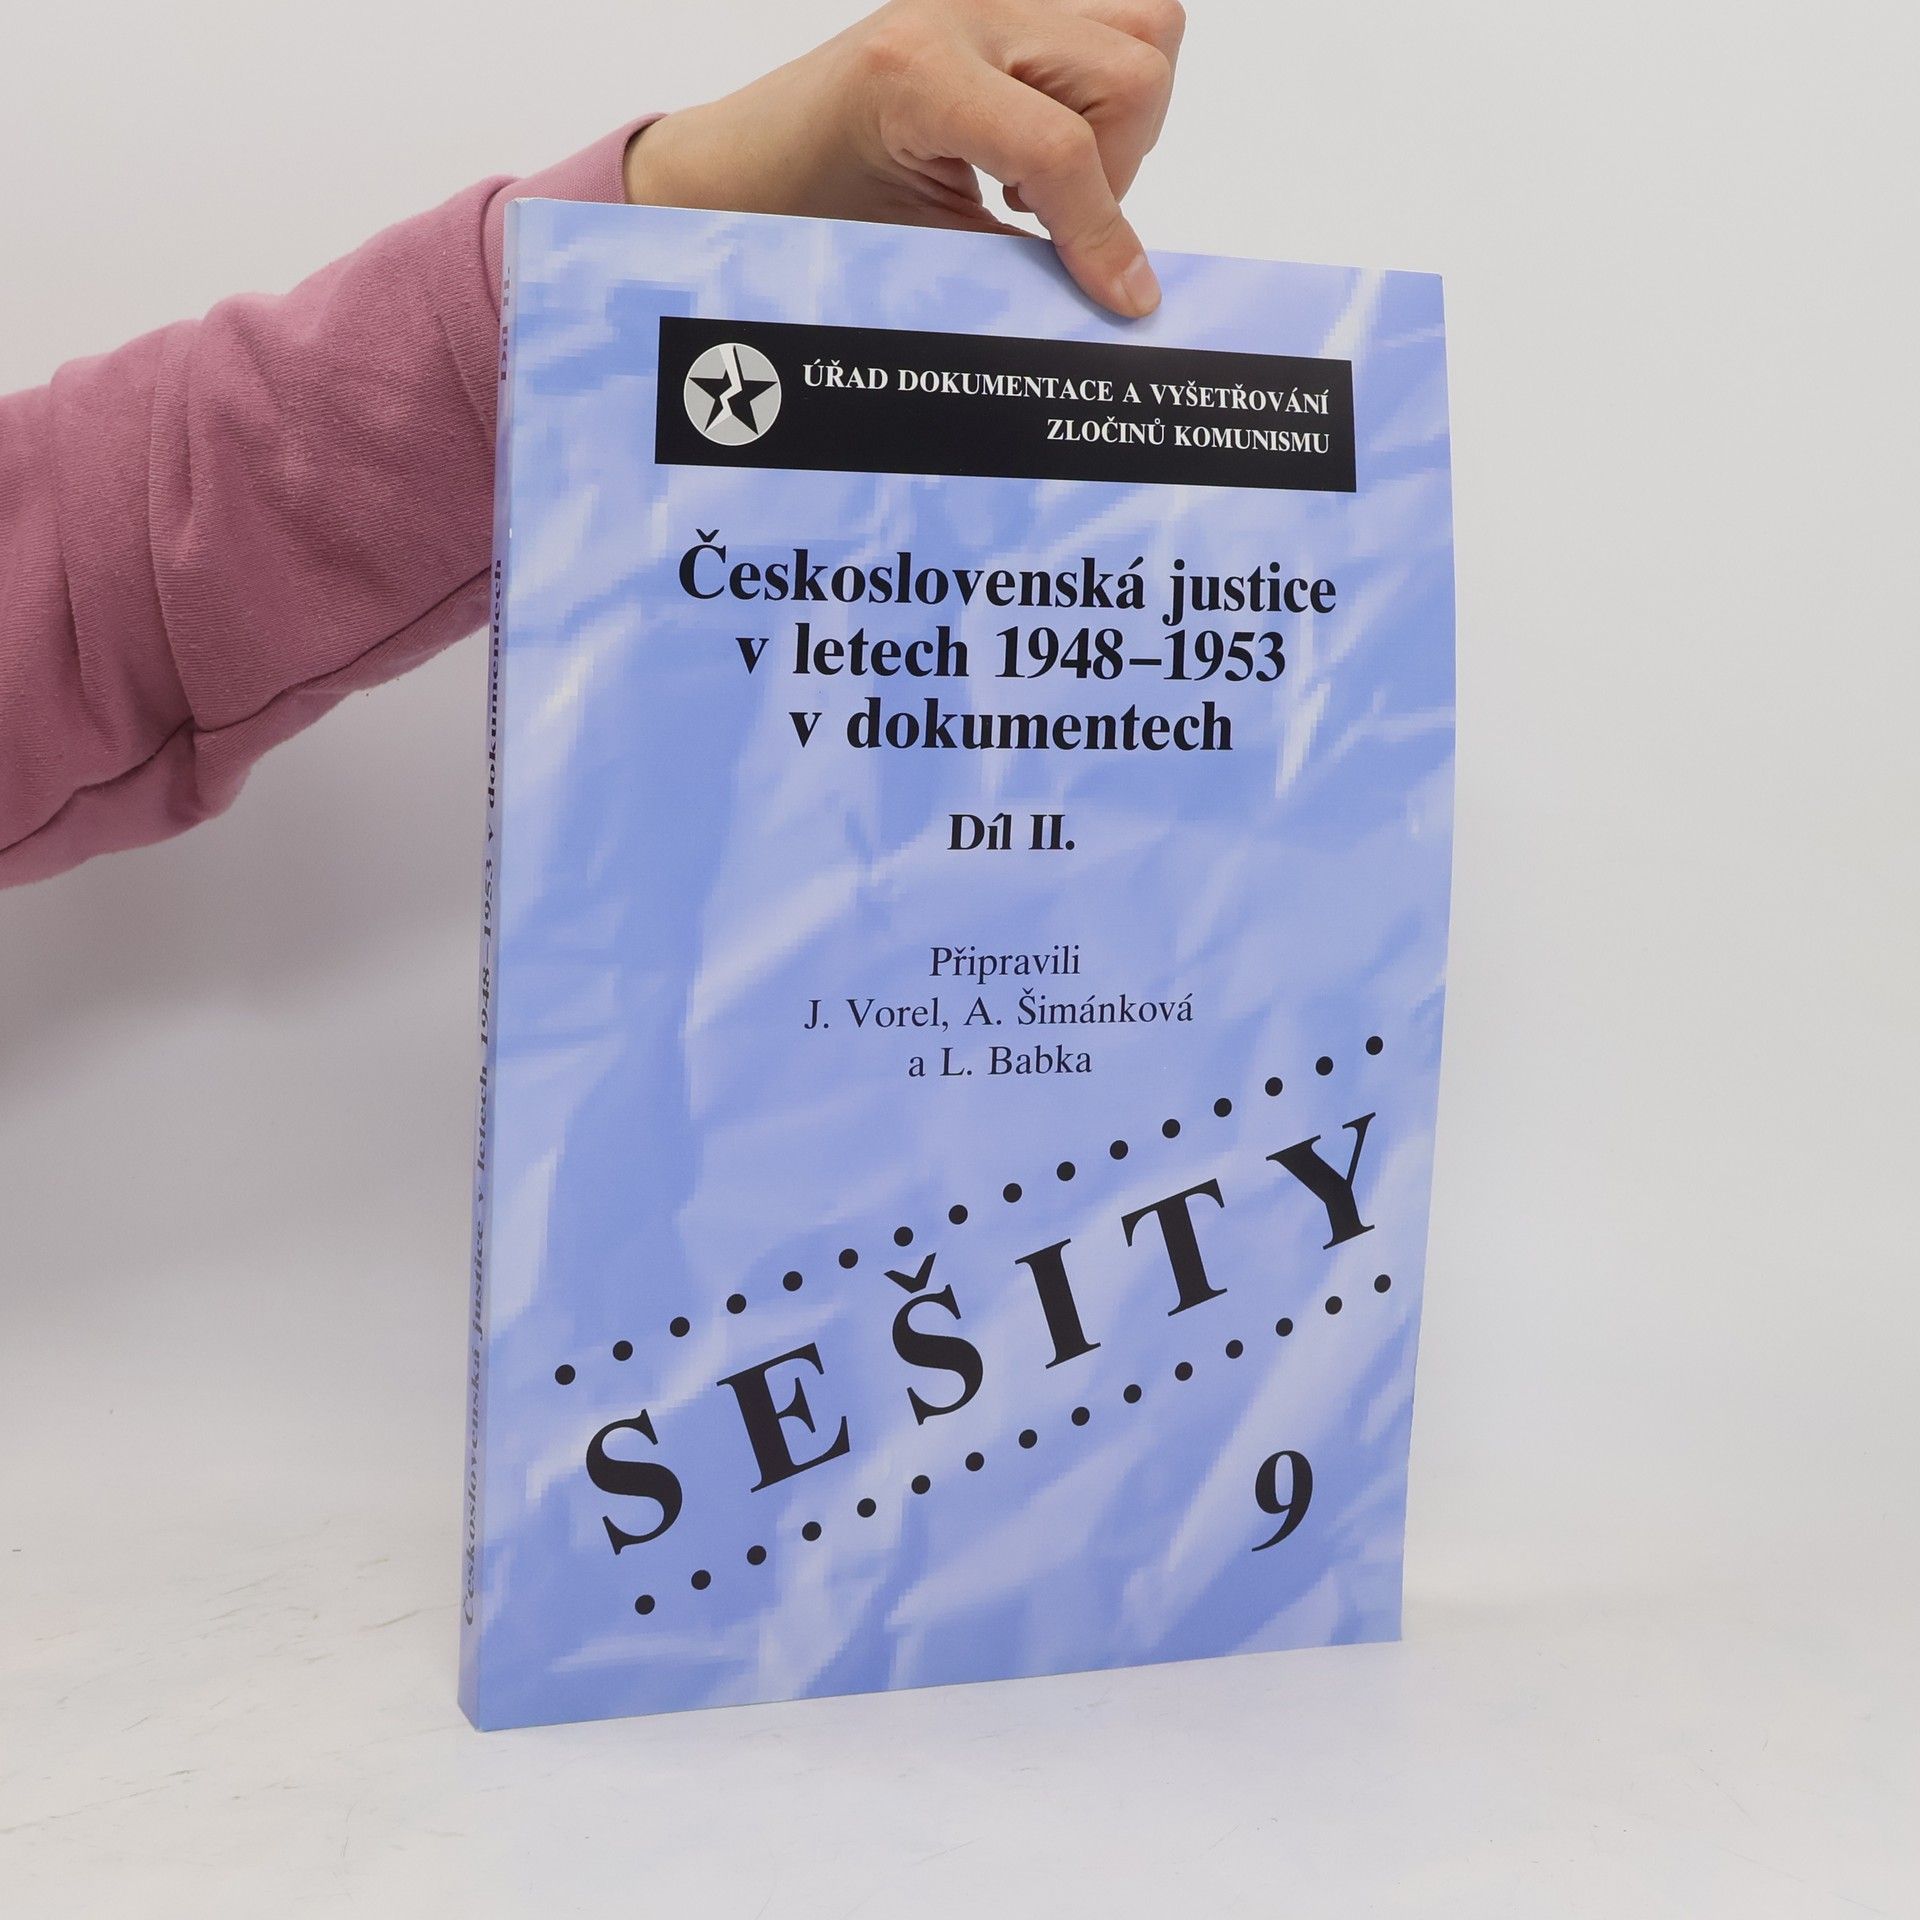 ÚŘAD DOKUMENTACE A VYŠETŘOVÁNÍ
ZLOČINŮ KOMUNISMU
Československá justice
v letech 1948–1953
v dokumentech
Díl II.
Připravili
J. Vorel, A. Šimánková
a L. Babka
SEŠITY
9
Československá justice v letech 1948–1953 v dokumentech Díl II.